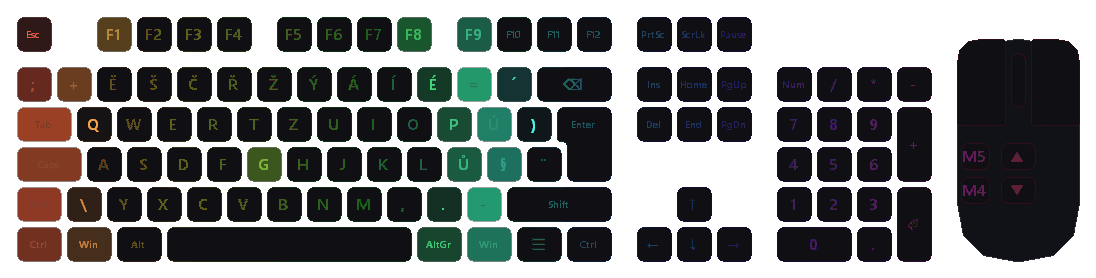 Esc F1 F2 F3 F4 F5 F6 F7 F8 F9 F10 F11 F12 PrtSc ScrLk Pause
; + Ě Š Č Ř Ž Ý Á Í É = ´ ⌫ Ins Home PgUp Num / * -
Tab Q W E R T Z U I O P Ú ) Enter Del End PgDn 7 8 9 +
Caps A S D F G H J K L Ů § ¨ 4 5 6 M5 ▲
\ Y X C V B N M , . - Shift ↑ 1 2 3 M4 ▼
Ctrl Win Alt AltGr Win ☰ Ctrl ← ↓ → 0 .